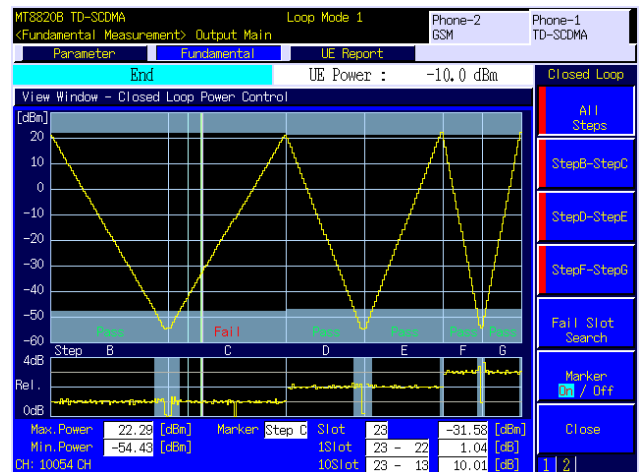 MT8820B TD-SCDMA Loop Mode 1 Phone-2 Phone-1
<Fundamental Measurement> Output Main GSM TD-SCDMA
Parameter Fundamental UE Report
End UE Power : -10.0 dBm Closed Loop
View Window - Closed Loop Power Control
[dBm]
All
Steps
20
10
StepB-StepC
0
-10
StepD-StepE
-20
-30
StepF-StepG
-40
-50
Pass Fail Pass Pass Pass Pass
Fail Slot
Search
-60
Step B C D E F G
4dB
Rel.
0dB
Marker
On / Off
Max.Power 22.29 [dBm] Marker Step C Slot 23 -31.58 [dBm]
Min.Power -54.43 [dBm] 1Slot 23 - 22 1.04 [dB]
Close
CH: 10054 CH 10Slot 23 - 13 10.01 [dB] 1 2